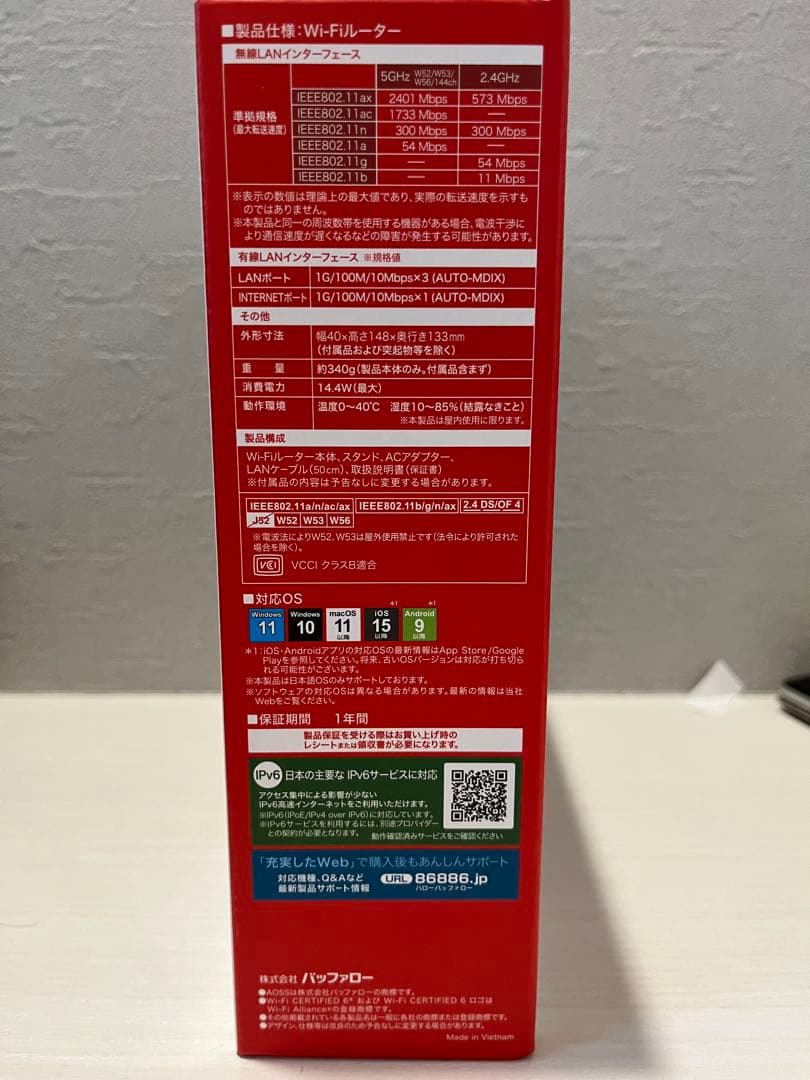 ■製品仕様：Wi-Fiルーター
無線LANインターフェース
5GHz W52/W53/W56/144ch 2.4GHz
準拠規格（最大転送速度）
IEEE802.11ax 2401 Mbps 573 Mbps
IEEE802.11ac 1733 Mbps —
IEEE802.11n 300 Mbps 300 Mbps
IEEE802.11a 54 Mbps —
IEEE802.11g — 54 Mbps
IEEE802.11b — 11 Mbps
※表示の数値は理論上の最大値であり、実際の転送速度を示すも
のではありません。
※本製品と同一の周波数帯を使用する機器がある場合、電波干渉に
より通信速度が遅くなるなどの障害が発生する可能性があります。
有線LANインターフェース ※規格値
LANポート 1G/100M/10Mbps×3 (AUTO-MDIX)
INTERNETポート 1G/100M/10Mbps×1 (AUTO-MDIX)
その他
外形寸法 幅40×高さ148×奥行き133mm
（付属品および突起物等を除く）
重量 約340g（製品本体のみ。付属品含まず）
消費電力 14.4W（最大）
動作環境 温度0～40℃ 湿度10～85%（結露なきこと）
※本製品は屋内使用に限ります。
製品構成
Wi-Fiルーター本体、スタンド、ACアダプター、
LANケーブル（50cm）、取扱説明書（保証書）
※付属品の内容は予告なしに変更する場合があります。
IEEE802.11a/n/ac/ax IEEE802.11b/g/n/ax 2.4 DS/OF 4
J52 W52 W53 W56
※電波法によりW52、W53は屋外使用禁止です（法令により許可された
場合を除く）。
VCCI VCCI クラスB適合
■対応OS
Windows 11
Windows 10
macOS 11 以降
iOS 15 以降 *1
Android 9 以降 *1
*1：iOS・Androidアプリの対応OSの最新情報はApp Store/Google
Playを参照してください。将来、古いOSバージョンは対応が打ち切ら
れる可能性がございます。
※本製品は日本語OSのみサポートしております。
※ソフトウェアの対応OSは異なる場合があります。最新の情報は当社
Webをご覧ください。
■保証期間 1年間
製品保証を受ける際はお買い上げ時の
レシートまたは領収書が必要になります。
IPv6 日本の主要な IPv6サービスに対応
アクセス集中による影響が少ない
IPv6高速インターネットをご利用いただけます。
※IPv6（IPoE/IPv4 over IPv6）に対応しています。
※IPv6サービスを利用するには、別途プロバイダー
との契約が必要となります。
動作確認済みサービスをご確認ください
「充実したWeb」で購入後もあんしんサポート
対応機種、Q&Aなど
最新製品サポート情報
URL 86886.jp
ハローバッファロー
株式会社 バッファロー
●AOSSは株式会社バッファローの商標です。
●Wi-Fi CERTIFIED 6® および Wi-Fi CERTIFIED 6 ロゴは
Wi-Fi Alliance®の登録商標です。
●その他掲載されている各製品名は一般に各社の商標または登録商標です。
●デザイン、仕様等は改良のため予告なしに変更する場合があります。
Made in Vietnam